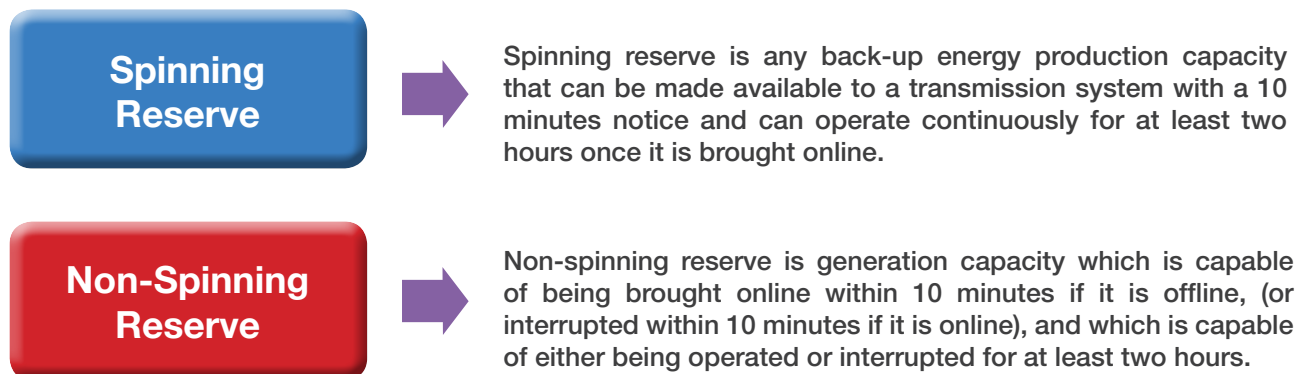 Spinning
Reserve
Spinning reserve is any back-up energy production capacity
that can be made available to a transmission system with a 10
minutes notice and can operate continuously for at least two
hours once it is brought online.
Non-Spinning
Reserve
Non-spinning reserve is generation capacity which is capable
of being brought online within 10 minutes if it is offline, (or
interrupted within 10 minutes if it is online), and which is capable
of either being operated or interrupted for at least two hours.